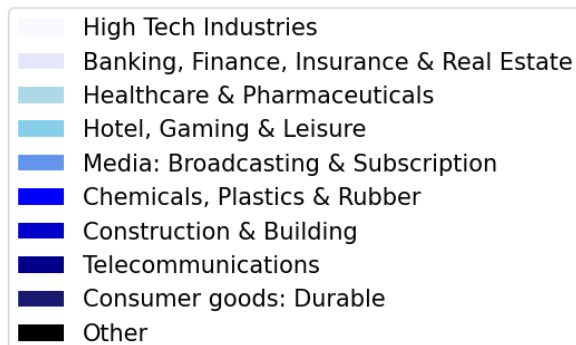 High Tech Industries
Banking, Finance, Insurance & Real Estate
Healthcare & Pharmaceuticals
Hotel, Gaming & Leisure
Media: Broadcasting & Subscription
Chemicals, Plastics & Rubber
Construction & Building
Telecommunications
Consumer goods: Durable
Other